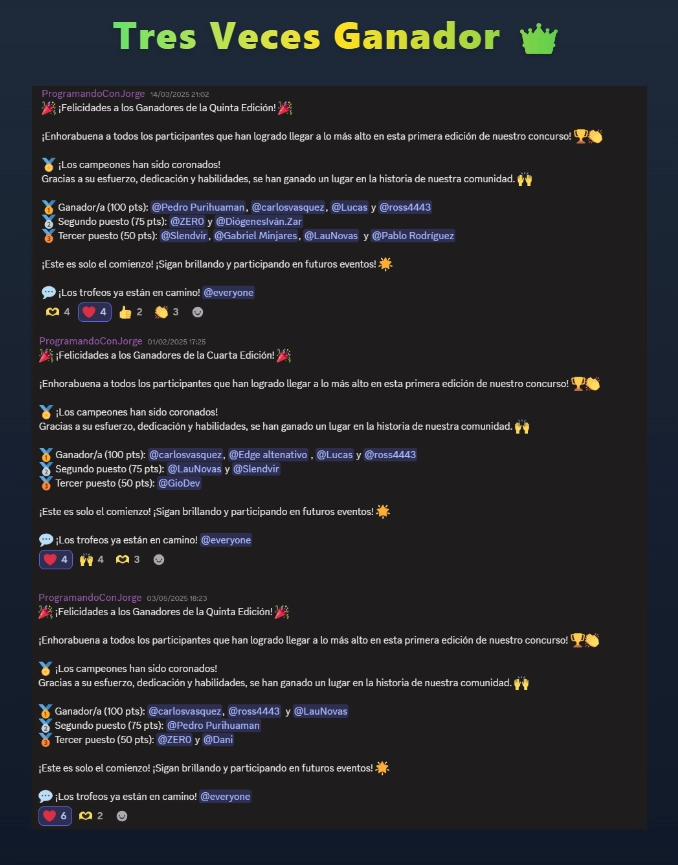 Tres Veces Ganador
ProgramandoConJorge 14/03/2025 21:02
🎉 ¡Felicidades a los Ganadores de la Quinta Edición! 🎉
¡Enhorabuena a todos los participantes que han logrado llegar a lo más alto en esta primera edición de nuestro concurso! 🏆👏
🏅 ¡Los campeones han sido coronados!
Gracias a su esfuerzo, dedicación y habilidades, se han ganado un lugar en la historia de nuestra comunidad. 🙌
🥇 Ganador/a (100 pts): @Pedro Purihuaman, @carlosvasquez, @Lucas y @ross4443
🥈 Segundo puesto (75 pts): @ZER0 y @DiógenesIván.Zar
🥉 Tercer puesto (50 pts): @Slendvir, @Gabriel Minjares, @LauNovas y @Pablo Rodríguez
¡Este es solo el comienzo! ¡Sigan brillando y participando en futuros eventos! 🌟
💬 ¡Los trofeos ya están en camino! @everyone
🫶 4 ❤️ 4 👍 2 👏 3
ProgramandoConJorge 01/02/2025 17:25
🎉 ¡Felicidades a los Ganadores de la Cuarta Edición! 🎉
¡Enhorabuena a todos los participantes que han logrado llegar a lo más alto en esta primera edición de nuestro concurso! 🏆👏
🏅 ¡Los campeones han sido coronados!
Gracias a su esfuerzo, dedicación y habilidades, se han ganado un lugar en la historia de nuestra comunidad. 🙌
🥇 Ganador/a (100 pts): @carlosvasquez, @Edge altenativo , @Lucas y @ross4443
🥈 Segundo puesto (75 pts): @LauNovas y @Slendvir
🥉 Tercer puesto (50 pts): @GioDev
¡Este es solo el comienzo! ¡Sigan brillando y participando en futuros eventos! 🌟
💬 ¡Los trofeos ya están en camino! @everyone
❤️ 4 🙌 4 🫶 3
ProgramandoConJorge 03/05/2025 18:23
🎉 ¡Felicidades a los Ganadores de la Quinta Edición! 🎉
¡Enhorabuena a todos los participantes que han logrado llegar a lo más alto en esta primera edición de nuestro concurso! 🏆👏
🏅 ¡Los campeones han sido coronados!
Gracias a su esfuerzo, dedicación y habilidades, se han ganado un lugar en la historia de nuestra comunidad. 🙌
🥇 Ganador/a (100 pts): @carlosvasquez, @ross4443 y @LauNovas
🥈 Segundo puesto (75 pts): @Pedro Purihuaman
🥉 Tercer puesto (50 pts): @ZER0 y @Dani
¡Este es solo el comienzo! ¡Sigan brillando y participando en futuros eventos! 🌟
💬 ¡Los trofeos ya están en camino! @everyone
❤️ 6 🫶 2